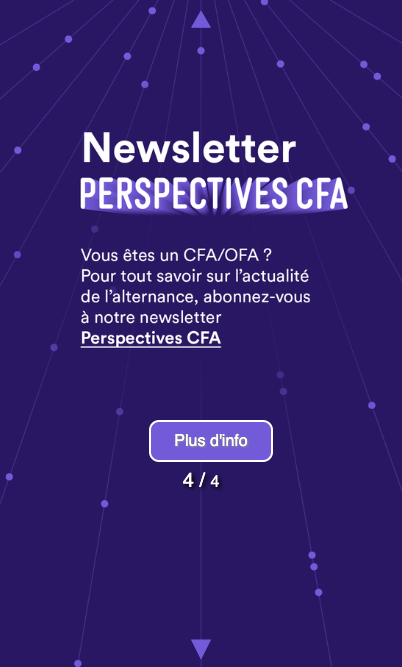 Newsletter
PERSPECTIVES CFA
Vous êtes un CFA/OFA ?
Pour tout savoir sur l’actualité
de l’alternance, abonnez-vous
à notre newsletter
Perspectives CFA
Plus d'info
4 / 4